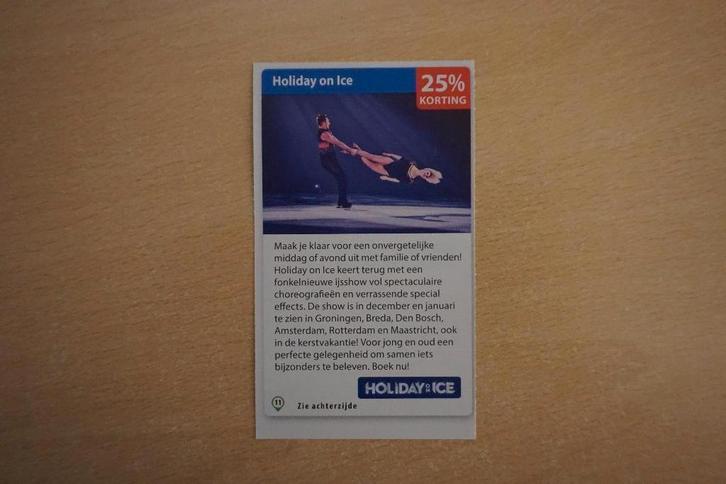 Holiday on Ice
25%
KORTING
Maak je klaar voor een onvergetelijke
middag of avond uit met familie of vrienden!
Holiday on Ice keert terug met een
fonkelnieuwe ijsshow vol spectaculaire
choreografieën en verrassende special
effects. De show is in december en januari
te zien in Groningen, Breda, Den Bosch,
Amsterdam, Rotterdam en Maastricht, ook
in de kerstvakantie! Voor jong en oud een
perfecte gelegenheid om samen iets
bijzonders te beleven. Boek nu!
HOLIDAY ON ICE
11 Zie achterzijde